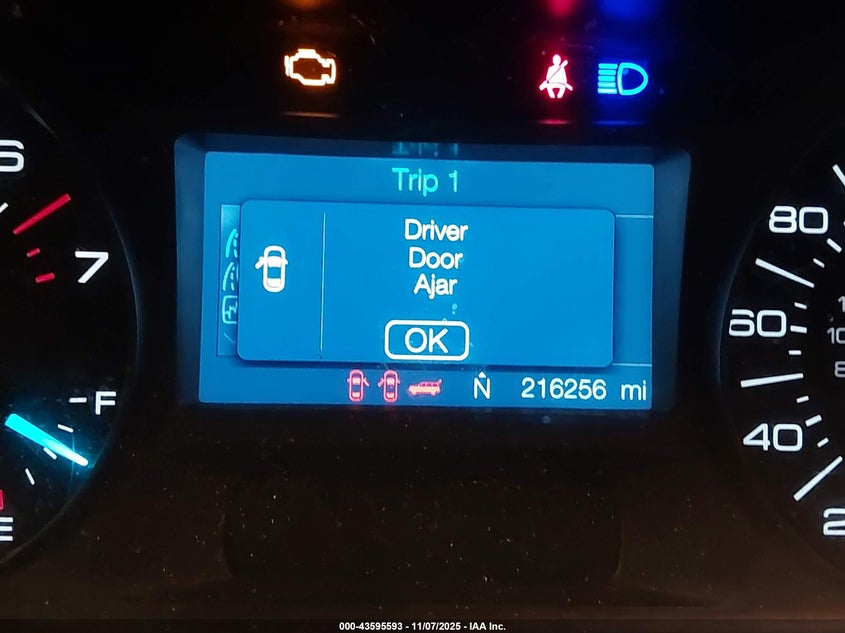 6
7
F
E
Trip 1
Driver
Door
Ajar
OK
N
216256 mi
80
60
40
000-43595593 - 11/07/2025 - IAA Inc.